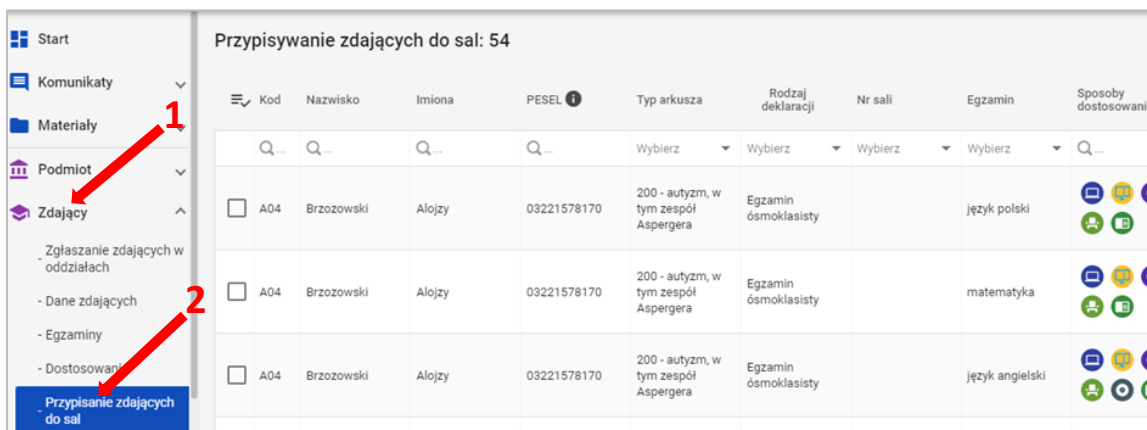 Start
Komunikaty
Materiały
1
Podmiot
Zdający
- Zgłaszanie zdających w
oddziałach
- Dane zdających
2
- Egzaminy
- Dostosowani
- Przypisanie zdających
do sal
Przypisywanie zdających do sal: 54
Kod Nazwisko Imiona PESEL Typ arkusza Rodzaj deklaracji Nr sali Egzamin Sposoby dostosowani
... ... ... ... Wybierz Wybierz Wybierz Wybierz ...
200 - autyzm, w
A04 Brzozowski Alojzy 03221578170 tym zespół Egzamin język polski
Aspergera ósmoklasisty
200 - autyzm, w
A04 Brzozowski Alojzy 03221578170 tym zespół Egzamin matematyka
Aspergera ósmoklasisty
200 - autyzm, w
A04 Brzozowski Alojzy 03221578170 tym zespół Egzamin język angielski
Aspergera ósmoklasisty